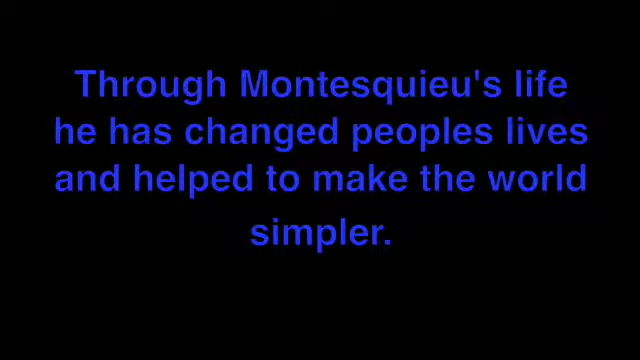 Through Montesquieu's life
he has changed peoples lives
and helped to make the world
simpler.